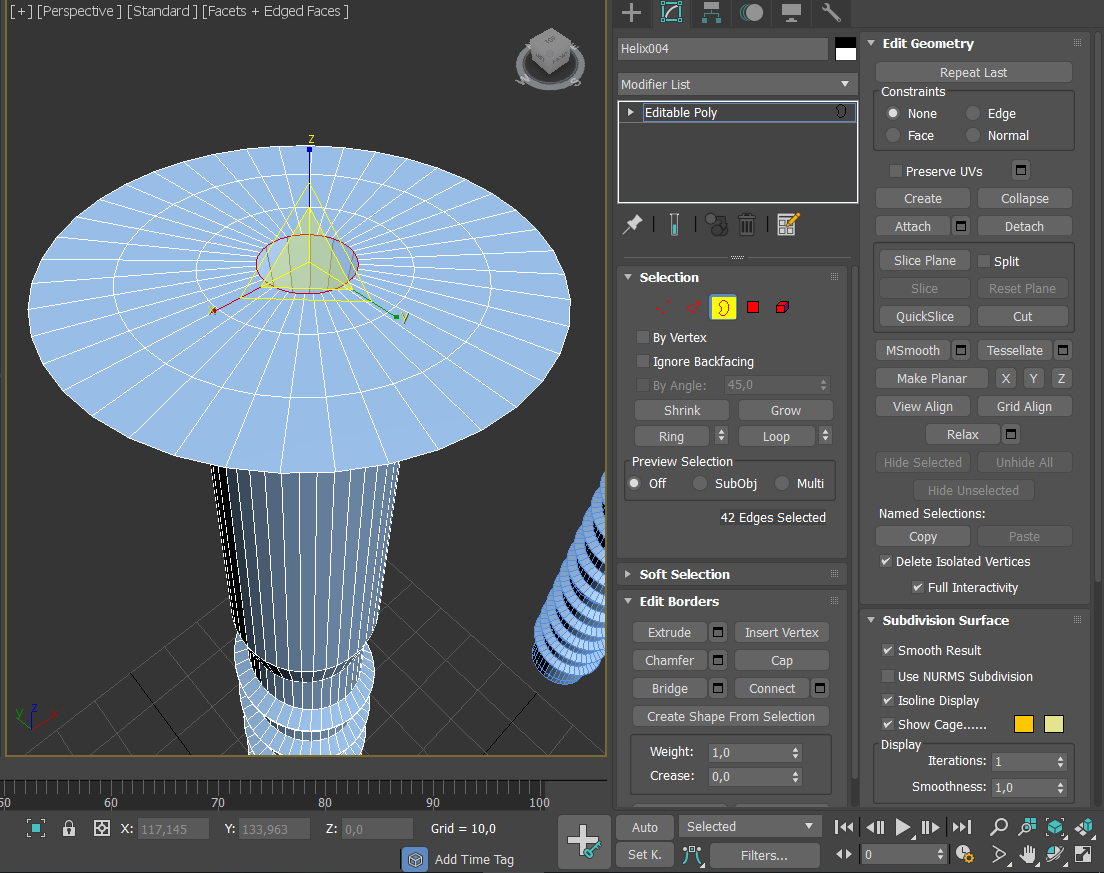 [+] [Perspective ] [Standard ] [Facets + Edged Faces ]
W
S
z
x
y
z
y
x
50
60
70
80
90
100
X: 117,145
Y: 133,963
Z: 0,0
Grid = 10,0
Add Time Tag
Helix004
Modifier List
Editable Poly
Selection
By Vertex
Ignore Backfacing
By Angle: 45,0
Shrink
Grow
Ring
Loop
Preview Selection
Off
SubObj
Multi
42 Edges Selected
Soft Selection
Edit Borders
Extrude
Insert Vertex
Chamfer
Cap
Bridge
Connect
Create Shape From Selection
Weight: 1,0
Crease: 0,0
Edit Geometry
Repeat Last
Constraints
None
Edge
Face
Normal
Preserve UVs
Create
Collapse
Attach
Detach
Slice Plane
Split
Slice
Reset Plane
QuickSlice
Cut
MSmooth
Tessellate
Make Planar
X
Y
Z
View Align
Grid Align
Relax
Hide Selected
Unhide All
Hide Unselected
Named Selections:
Copy
Paste
Delete Isolated Vertices
Full Interactivity
Subdivision Surface
Smooth Result
Use NURMS Subdivision
Isoline Display
Show Cage......
Display
Iterations: 1
Smoothness: 1,0
Auto
Selected
Set K.
Filters...
0